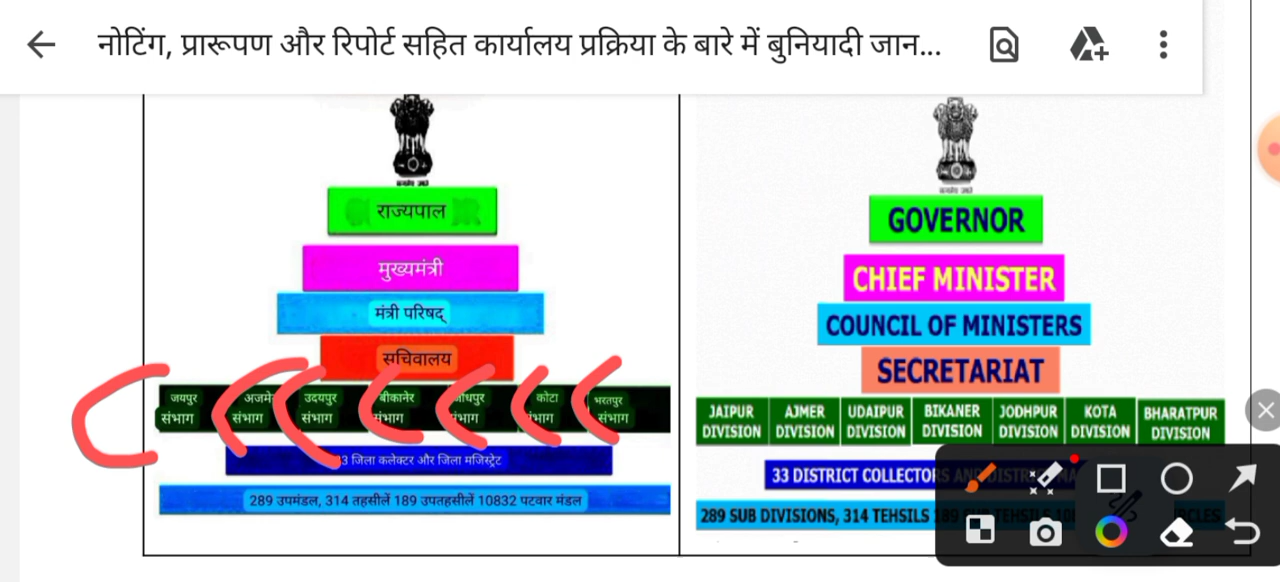 नोटिंग, प्रारूपण और रिपोर्ट सहित कार्यालय प्रक्रिया के बारे में बुनियादी जान...
राज्यपाल
मुख्यमंत्री
मंत्री परिषद्
सचिवालय
जयपुर संभाग
संभाग
उदयपुर संभाग
बीकानेर
कोटा
भरतपुर संभाग
जिला कलेक्टर और जिला मजिस्ट्रेट
289 उपमंडल, 314 तहसीलें 189 उपतहसीलें 10832 पटवार मंडल
GOVERNOR
CHIEF MINISTER
COUNCIL OF MINISTERS
SECRETARIAT
JAIPUR DIVISION
AJMER DIVISION
UDAIPUR DIVISION
BIKANER DIVISION
JODHPUR DIVISION
KOTA DIVISION
BHARATPUR DIVISION
33 DISTRICT COLLECTORS
289 SUB DIVISIONS, 314 TEHSILS 189